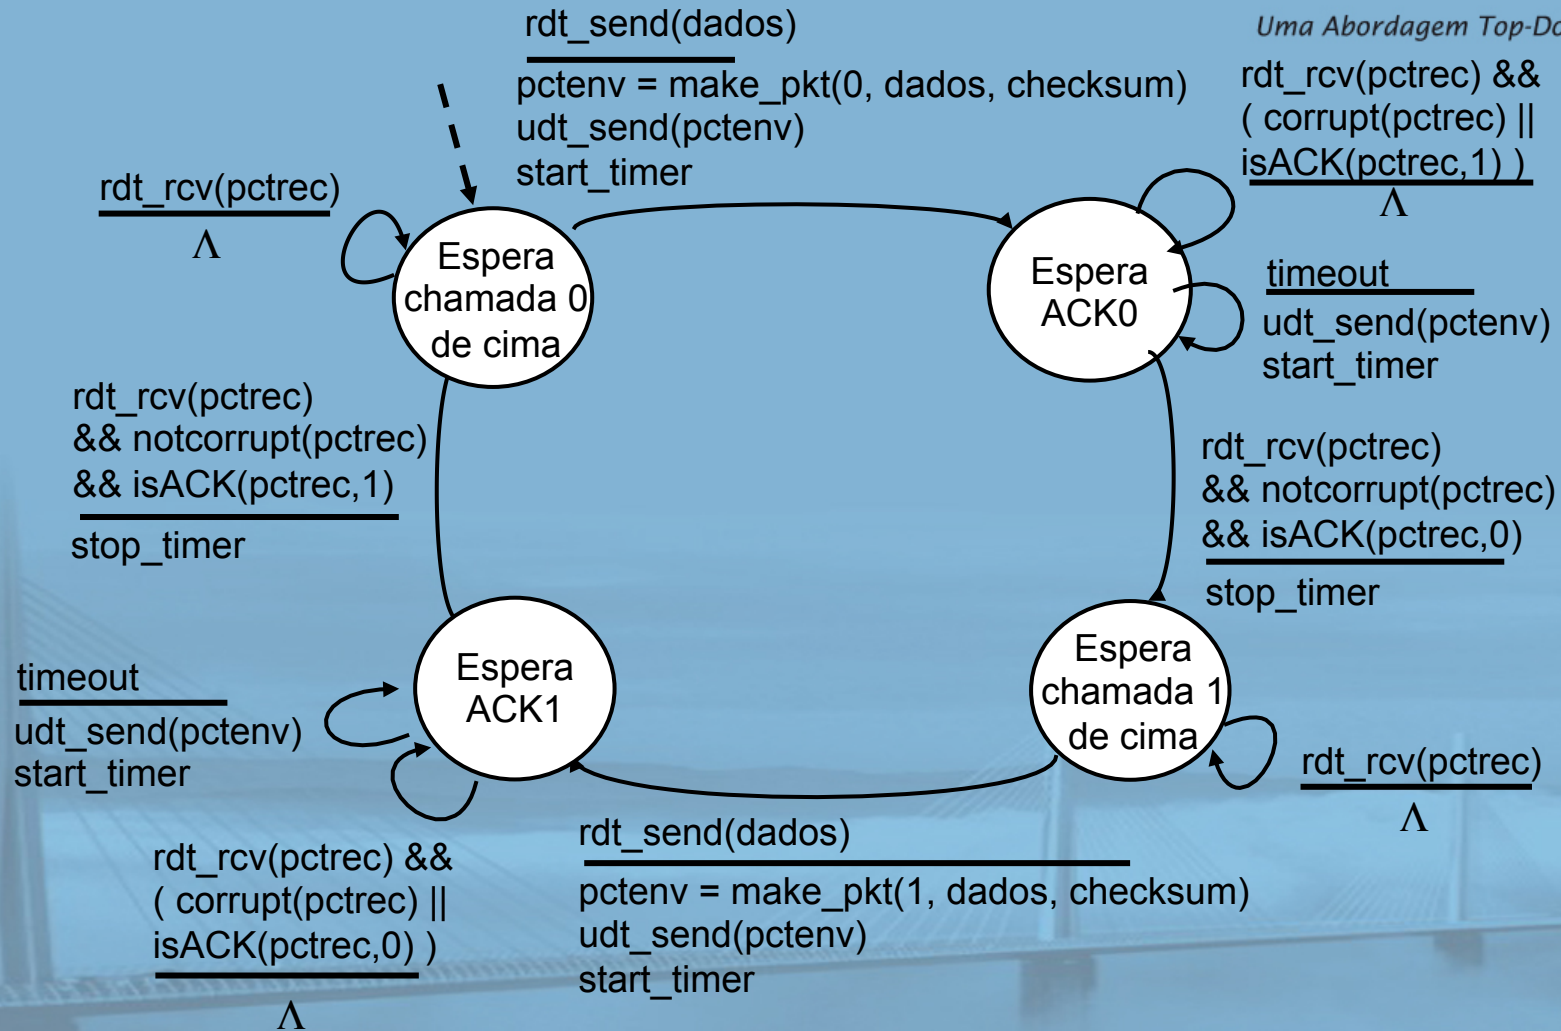 Uma Abordagem Top-Do
rdt_send(dados)
pctenv = make_pkt(0, dados, checksum)
udt_send(pctenv)
start_timer
rdt_rcv(pctrec) &&
( corrupt(pctrec) ||
isACK(pctrec,1) )
Λ
rdt_rcv(pctrec)
Λ
Espera
chamada 0
de cima
Espera
ACK0
timeout
udt_send(pctenv)
start_timer
rdt_rcv(pctrec)
&& notcorrupt(pctrec)
&& isACK(pctrec,1)
stop_timer
rdt_rcv(pctrec)
&& notcorrupt(pctrec)
&& isACK(pctrec,0)
stop_timer
timeout
udt_send(pctenv)
start_timer
Espera
ACK1
Espera
chamada 1
de cima
rdt_rcv(pctrec)
Λ
rdt_rcv(pctrec) &&
( corrupt(pctrec) ||
isACK(pctrec,0) )
Λ
rdt_send(dados)
pctenv = make_pkt(1, dados, checksum)
udt_send(pctenv)
start_timer